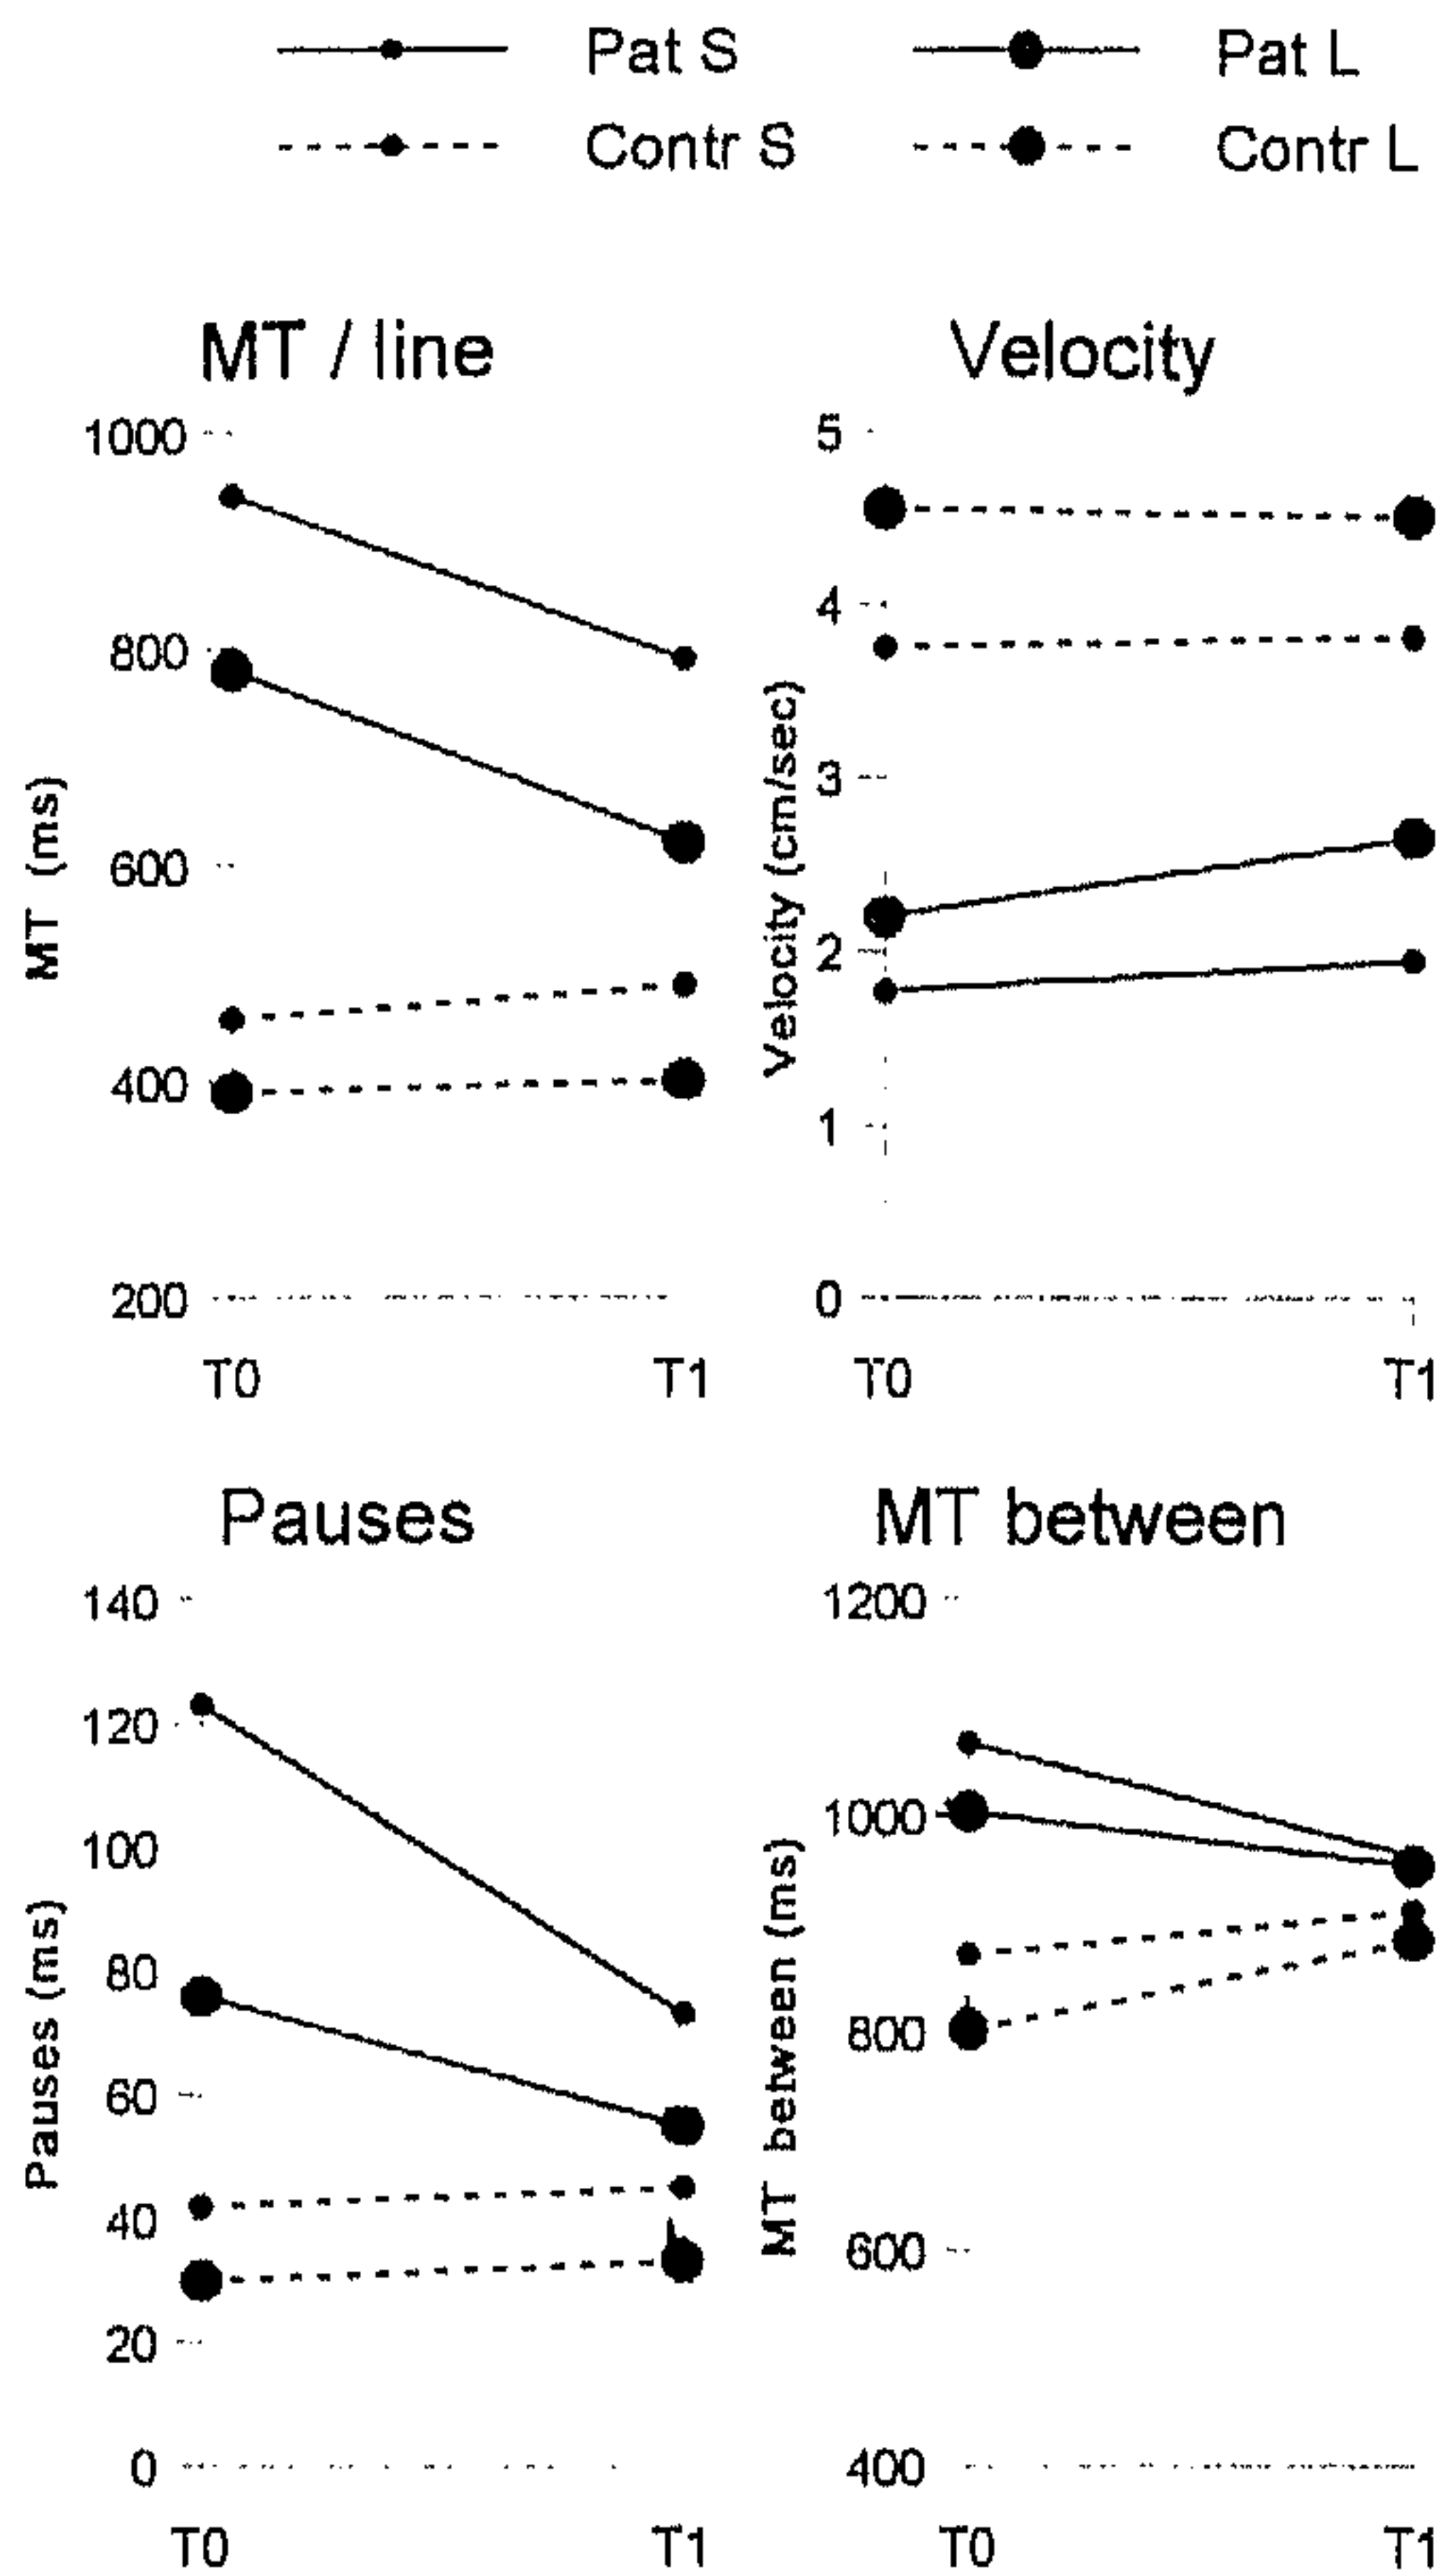 Pat S Pat L
Contr S Contr L
MT / line
1000
800
600
400
200
MT (ms)
T0 T1
Velocity
5
4
3
2
1
0
Velocity (cm/sec)
T0 T1
Pauses
140
120
100
80
60
40
20
0
Pauses (ms)
T0 T1
MT between
1200
1000
800
600
400
MT between (ms)
T0 T1